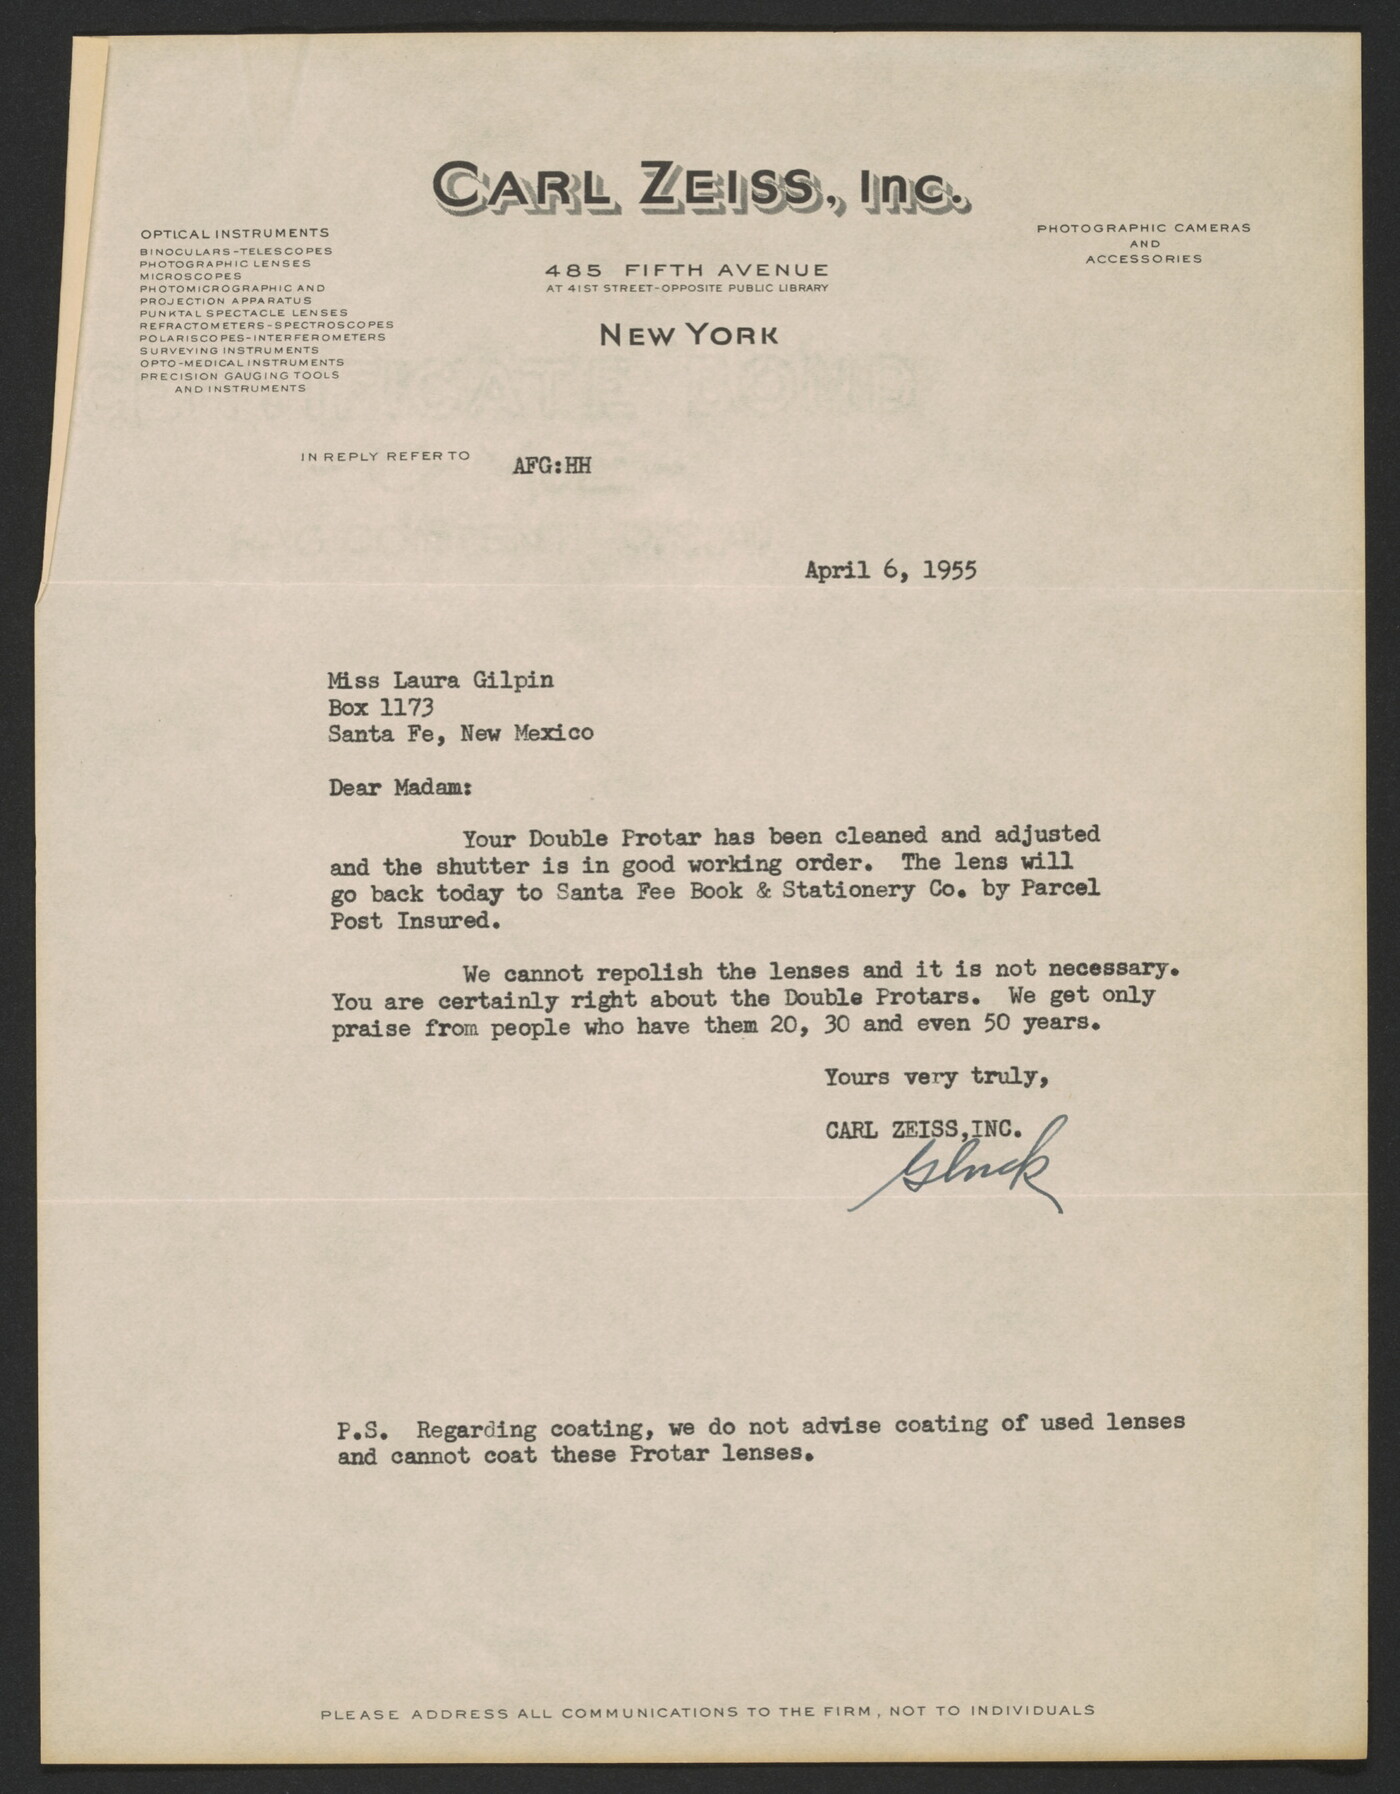 CARL ZEISS, Inc.
OPTICAL INSTRUMENTS
BINOCULARS-TELESCOPES
PHOTOGRAPHIC LENSES
MICROSCOPES
PHOTOMICROGRAPHIC AND
PROJECTION APPARATUS
PUNKTAL SPECTACLE LENSES
REFRACTOMETERS-SPECTROSCOPES
POLARISCOPES-INTERFEROMETERS
SURVEYING INSTRUMENTS
OPTO-MEDICAL INSTRUMENTS
PRECISION GAUGING TOOLS
AND INSTRUMENTS
485 FIFTH AVENUE
AT 41ST STREET-OPPOSITE PUBLIC LIBRARY
NEW YORK
PHOTOGRAPHIC CAMERAS
AND
ACCESSORIES
IN REPLY REFER TO AFG:HH
April 6, 1955
Miss Laura Gilpin
Box 1173
Santa Fe, New Mexico
Dear Madam:
Your Double Protar has been cleaned and adjusted
and the shutter is in good working order. The lens will
go back today to Santa Fee Book & Stationery Co. by Parcel
Post Insured.
We cannot repolish the lenses and it is not necessary.
You are certainly right about the Double Protars. We get only
praise from people who have them 20, 30 and even 50 years.
Yours very truly,
CARL ZEISS,INC.
P.S. Regarding coating, we do not advise coating of used lenses
and cannot coat these Protar lenses.
PLEASE ADDRESS ALL COMMUNICATIONS TO THE FIRM, NOT TO INDIVIDUALS